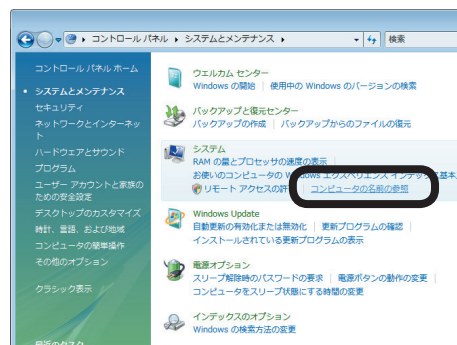 コントロール パネル ▸ システムとメンテナンス ▸
検索
コントロール パネル ホーム
システムとメンテナンス
セキュリティ
ネットワークとインターネッ
ト
ハードウェアとサウンド
プログラム
ユーザー アカウントと家族の
ための安全設定
デスクトップのカスタマイズ
時計、言語、および地域
コンピュータの簡単操作
その他のオプション
クラシック表示
ウェルカム センター
Windows の開始 | 使用中の Windows のバージョンの検索
バックアップと復元センター
バックアップの作成 | バックアップからのファイルの復元
システム
RAM の量とプロセッサの速度の表示
お使いのコンピュータの Windows エクスペリエンス インデックス基本
リモート アクセスの許 コンピュータの名前の参照
Windows Update
自動更新の有効化または無効化 | 更新プログラムの確認 |
インストールされている更新プログラムの表示
電源オプション
スリープ解除時のパスワードの要求 | 電源ボタンの動作の変更 |
コンピュータをスリープ状態にする時間の変更
インデックスのオプション
Windows の検索方法の変更